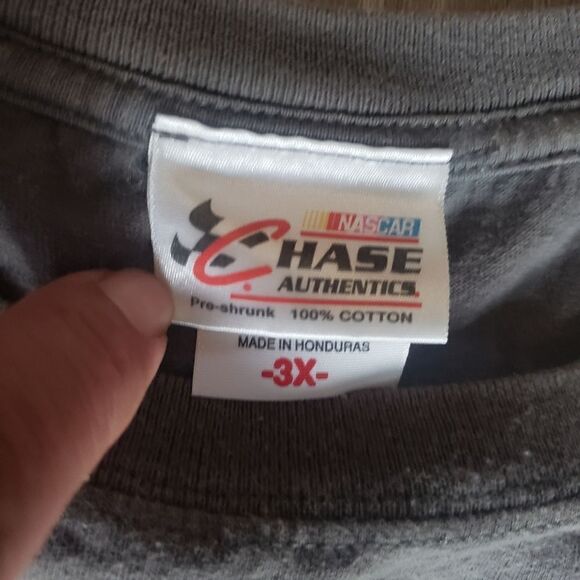 NASCAR
CHASE
AUTHENTICS
Pre-shrunk 100% COTTON
MADE IN HONDURAS
-3X-